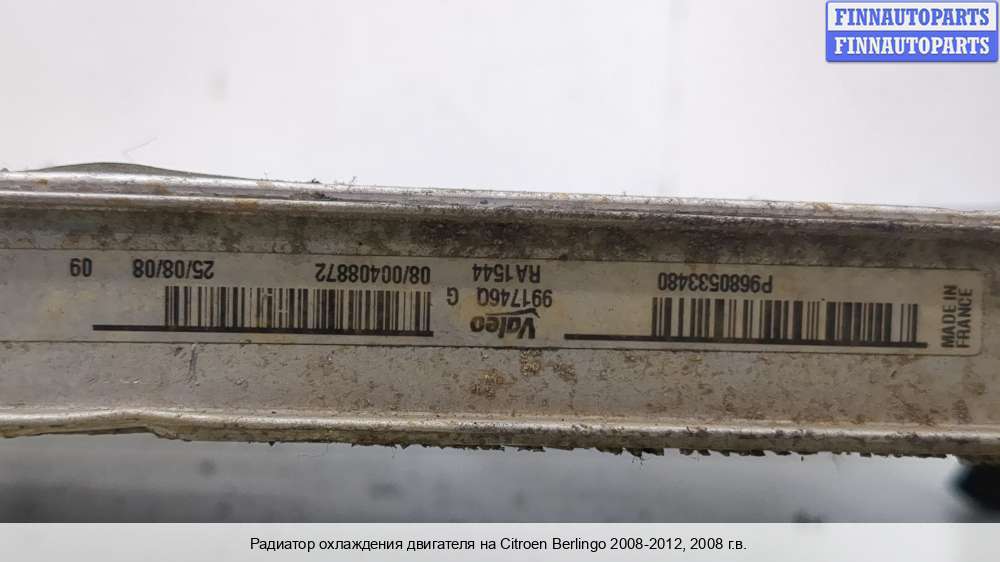 FINNAUTOPARTS
FINNAUTOPARTS
MADE IN
FRANCE
P9680533480
Valeo
991746Q G
RA1544
08/00408872
25/08/08
09
Радиатор охлаждения двигателя на Citroen Berlingo 2008-2012, 2008 г.в.